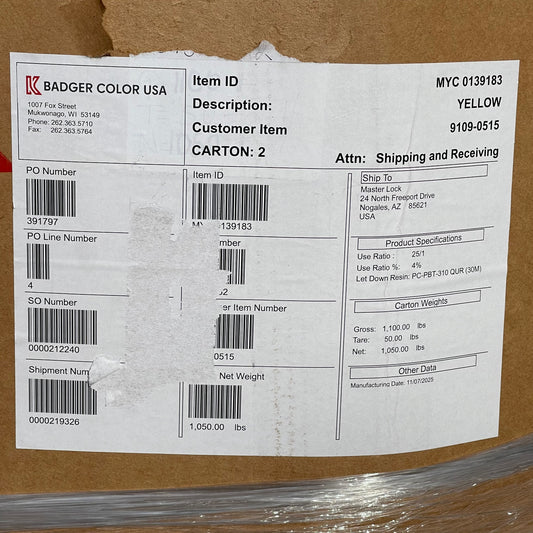 BADGER COLOR USA
1007 Fox Street
Mukwonago, WI 53149
Phone: 262.363.5710
Fax: 262.363.5764
Item ID MYC 0139183
Description: YELLOW
Customer Item 9109-0515
CARTON: 2 Attn: Shipping and Receiving
PO Number
391797
PO Line Number
4
SO Number
0000212240
Shipment Num
0000219326
Item ID
MY 0139183
mber
02
er Item Number
0515
Net Weight
1,050.00 lbs
Ship To
Master Lock
24 North Freeport Drive
Nogales, AZ 85621
USA
Product Specifications
Use Ratio : 25/1
Use Ratio %: 4%
Let Down Resin: PC-PBT-310 QUR (30M)
Carton Weights
Gross: 1,100.00 lbs
Tare: 50.00 lbs
Net: 1,050.00 lbs
Other Data
Manufacturing Date: 11/07/2025